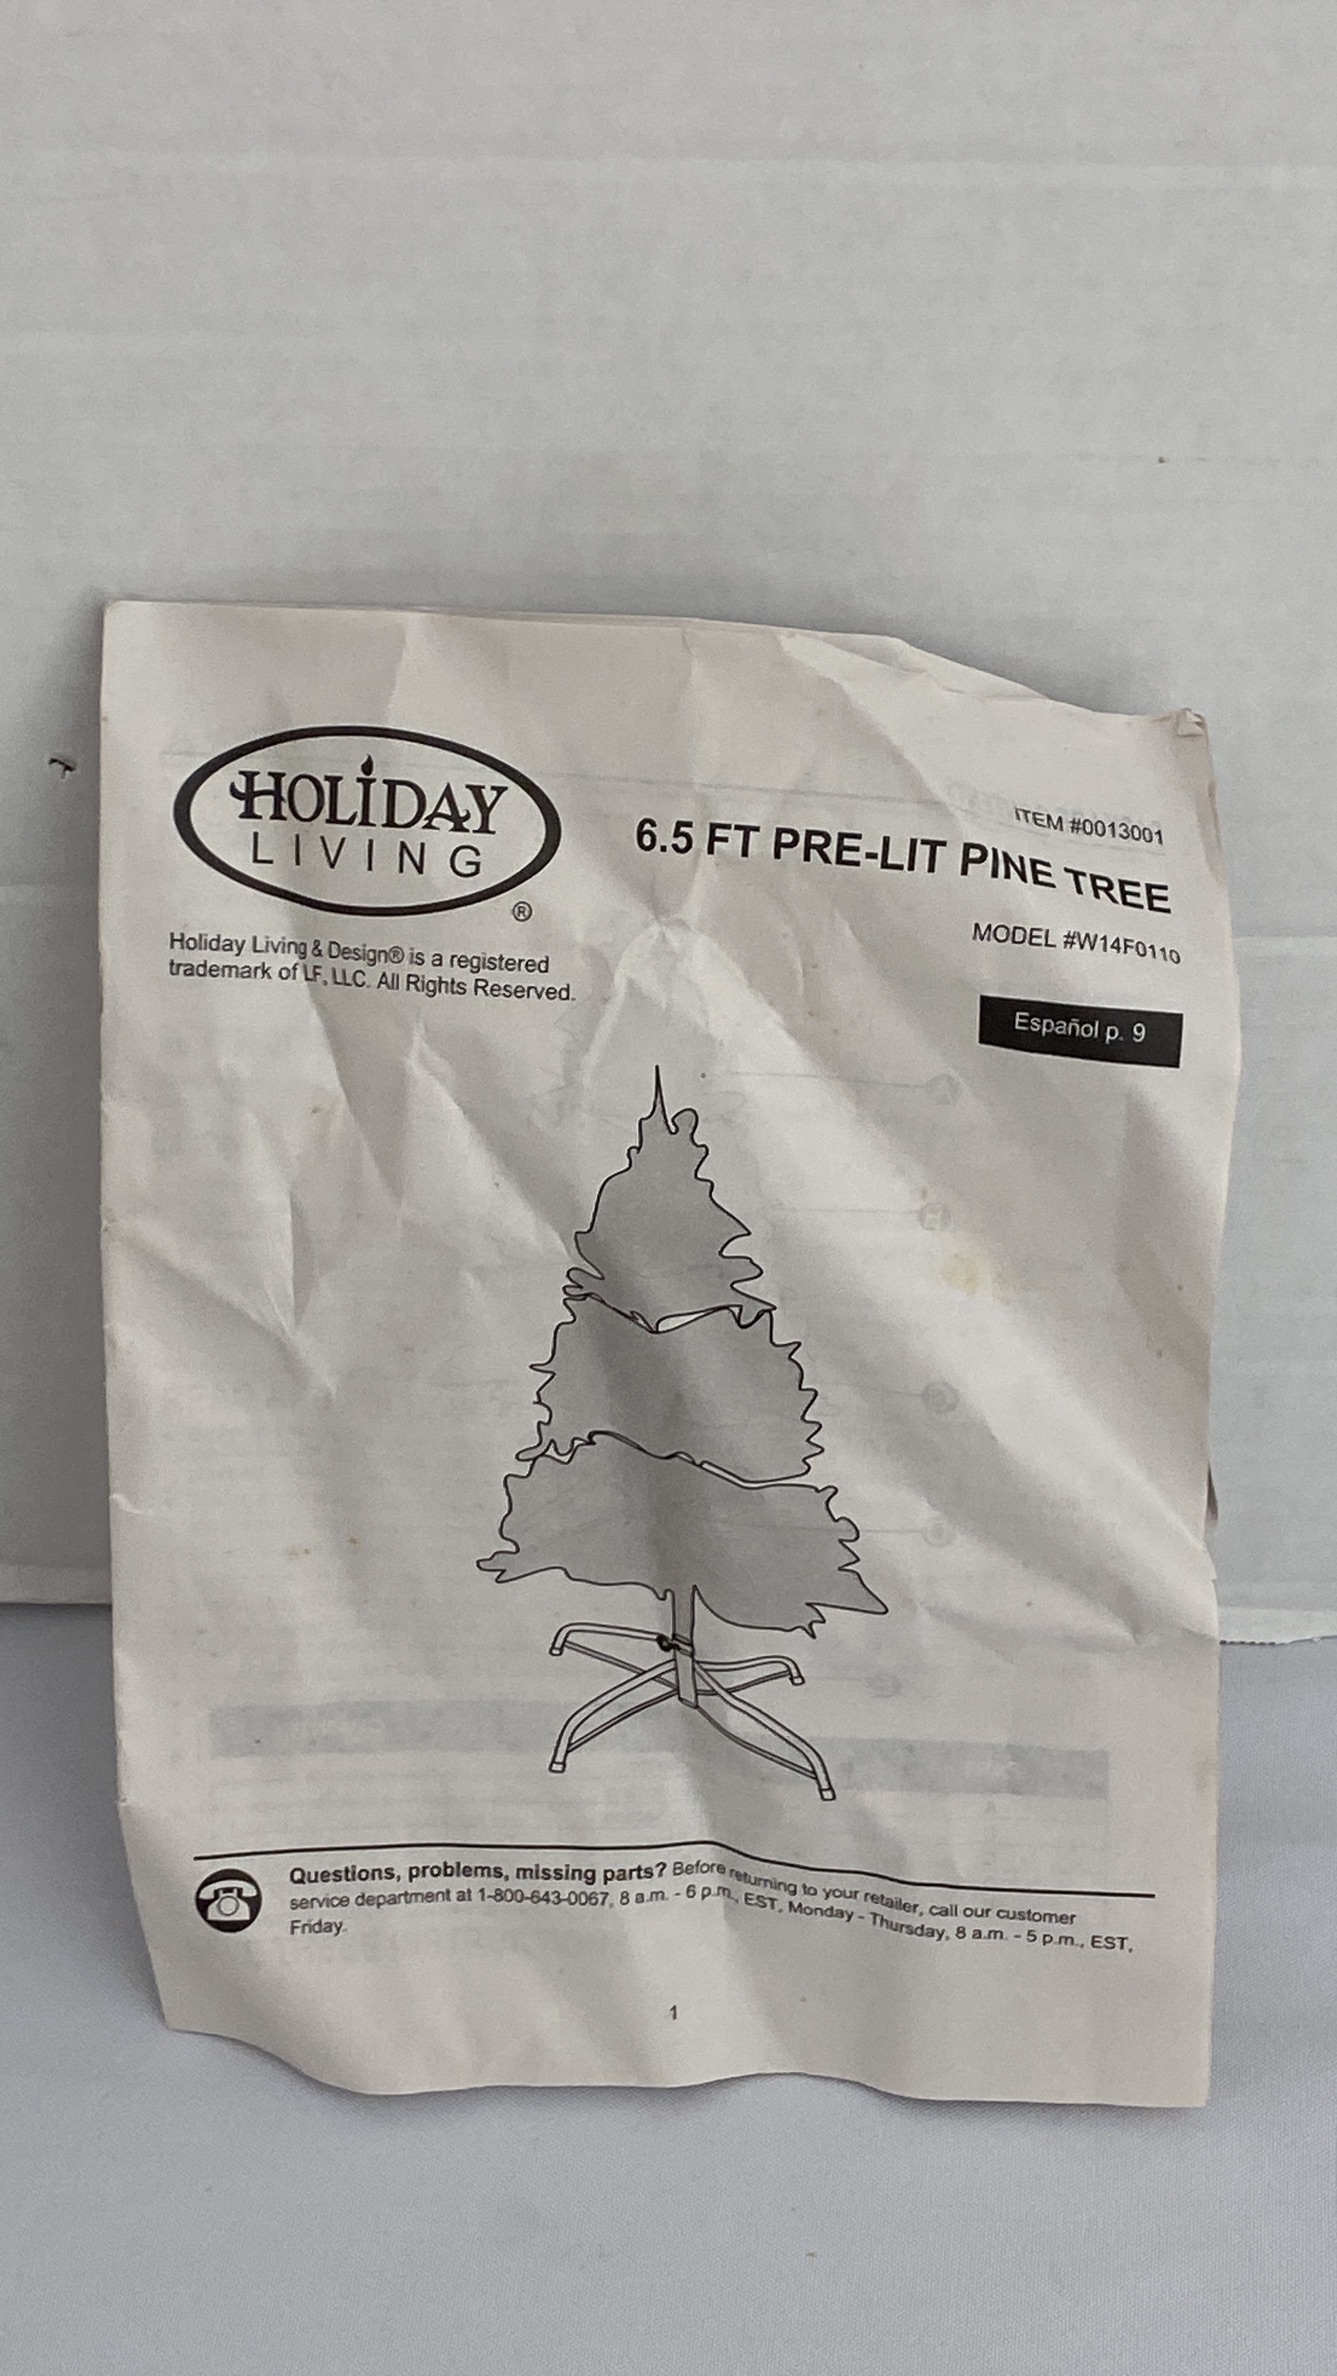 HOLIDAY
LIVING
®
Holiday Living & Design® is a registered
trademark of LF, LLC. All Rights Reserved.
ITEM #0013001
6.5 FT PRE-LIT PINE TREE
MODEL #W14F0110
Español p. 9
Questions, problems, missing parts? Before returning to your retailer, call our customer
service department at 1-800-643-0067, 8 a.m. - 6 p.m., EST, Monday - Thursday, 8 a.m. - 5 p.m., EST,
Friday.
1